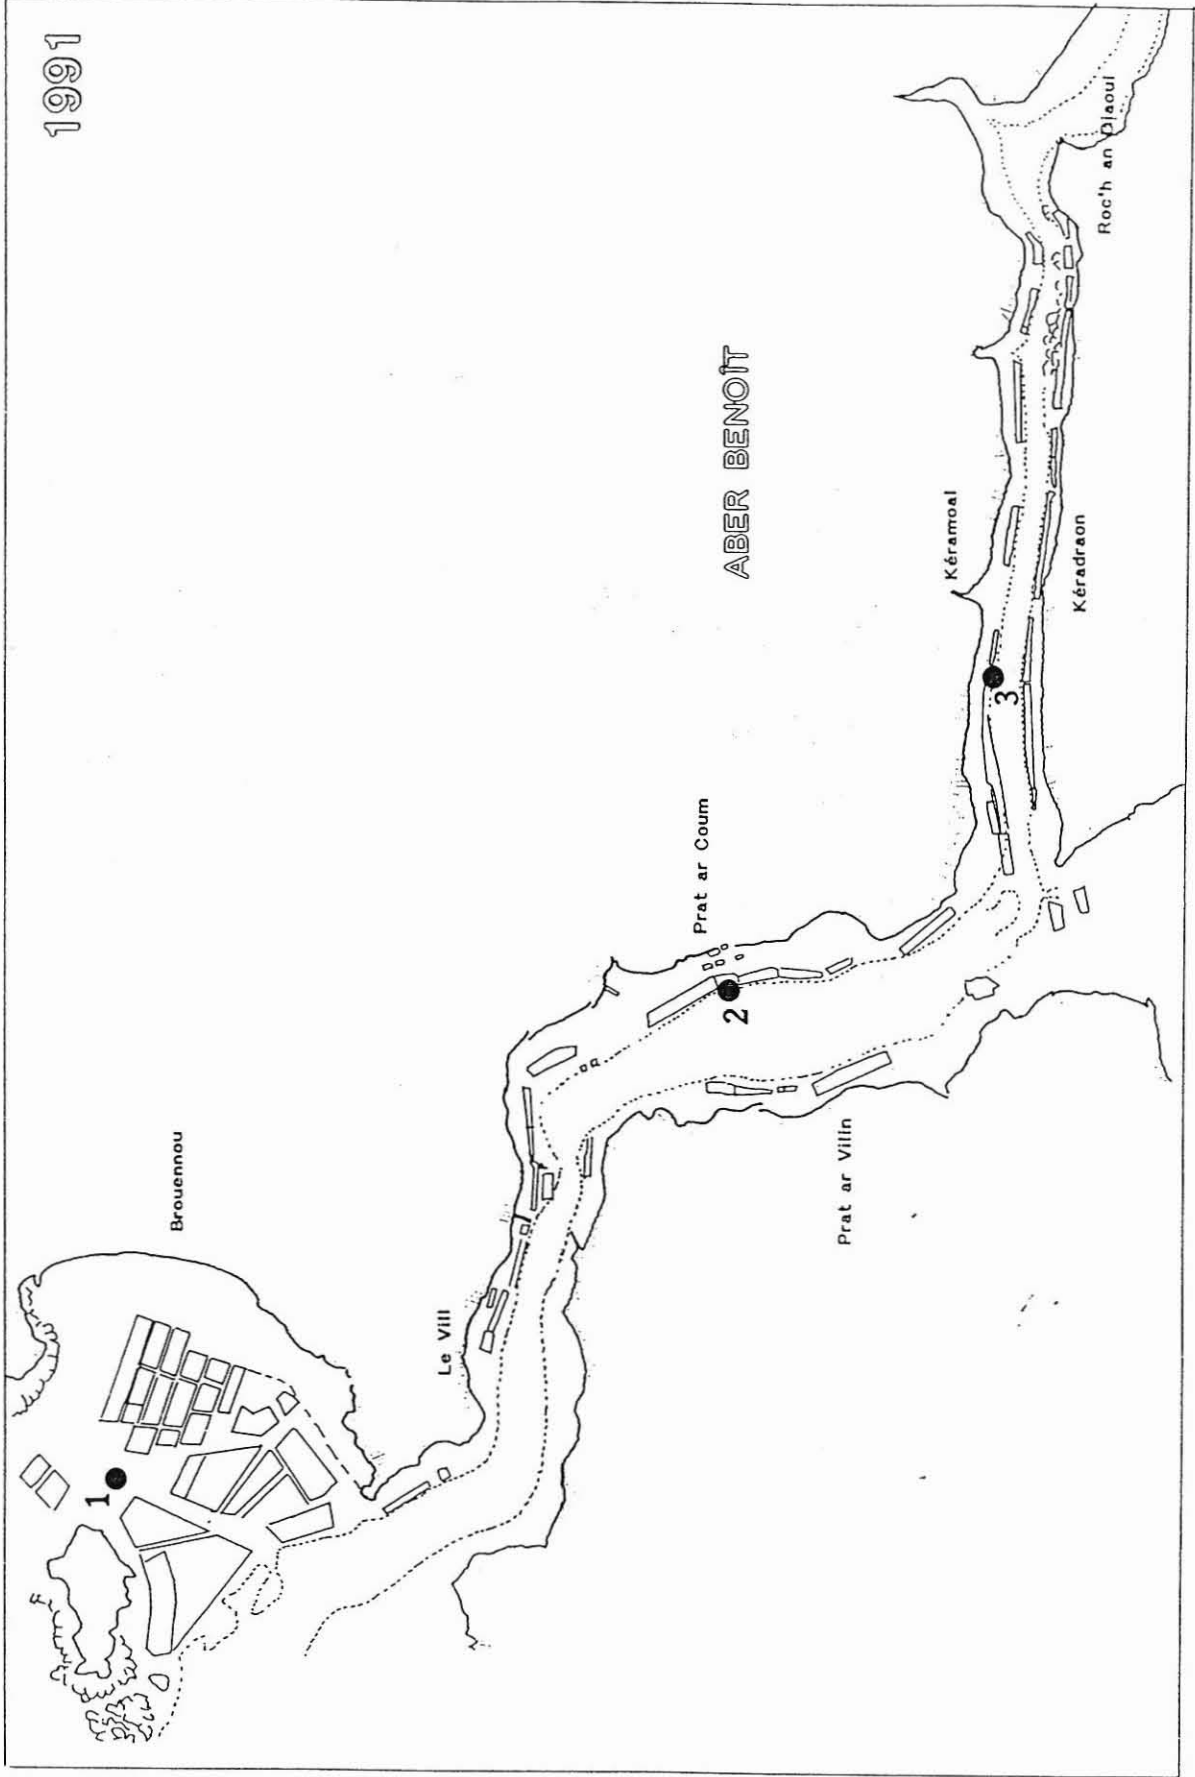 1991
ABER BENOÎT
Brouennou
1
Le Vill
Prat ar Coum
2
Prat ar Vilin
Kéramoal
3
Kéradraon
Roc'h an Djaoul